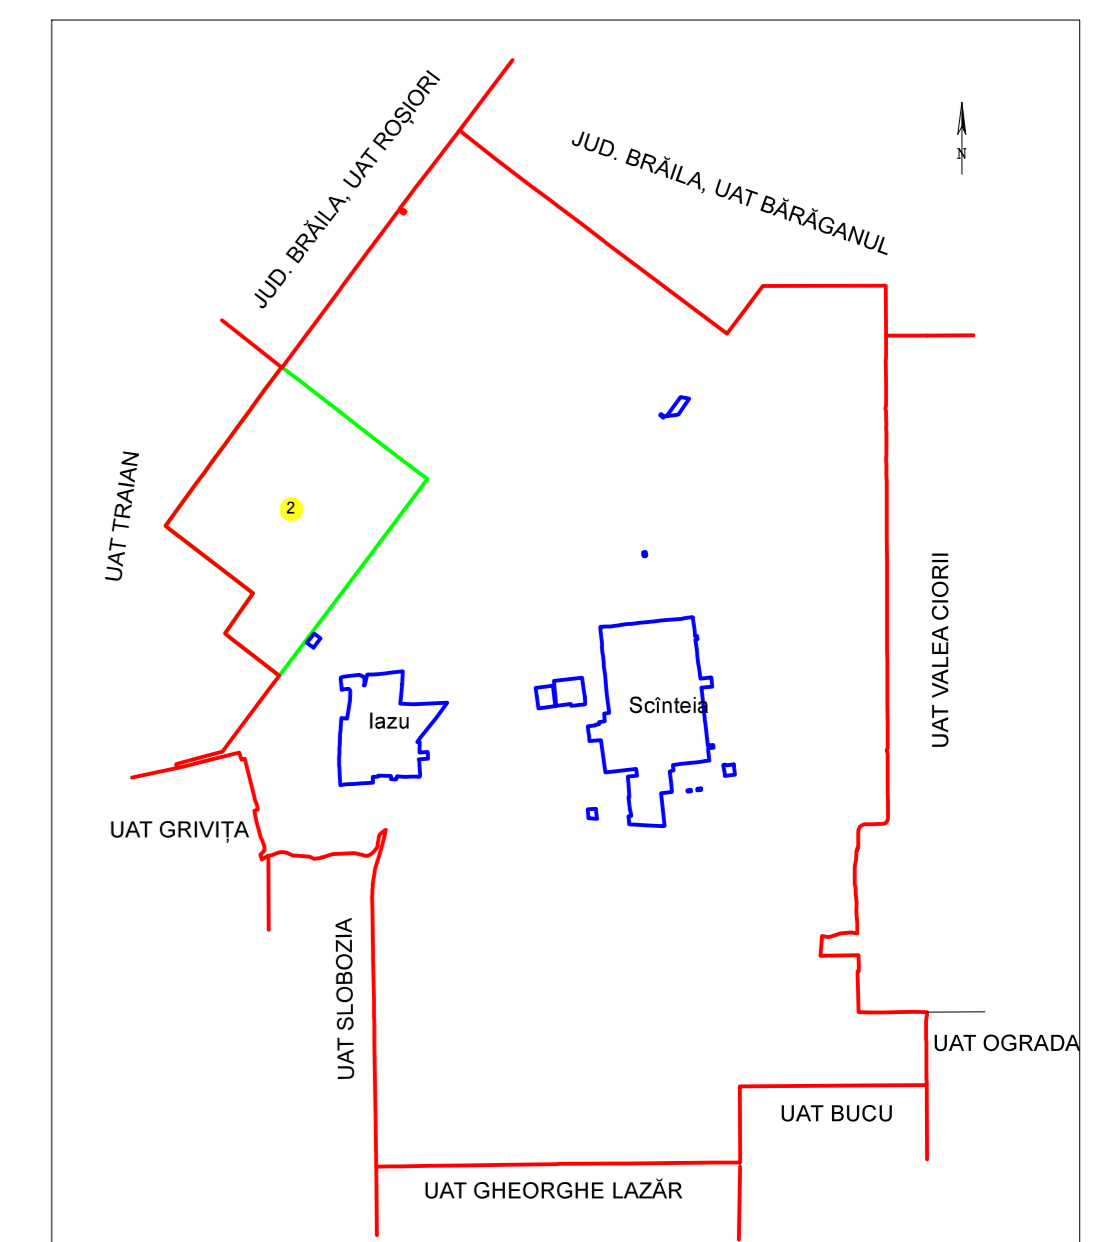 JUD. BRĂILA, UAT ROȘIORI
JUD. BRĂILA, UAT BĂRĂGANUL
N
UAT TRAIAN
2
UAT VALEA CIORII
Scînteia
Iazu
UAT GRIVIȚA
UAT SLOBOZIA
UAT OGRADA
UAT BUCU
UAT GHEORGHE LAZĂR